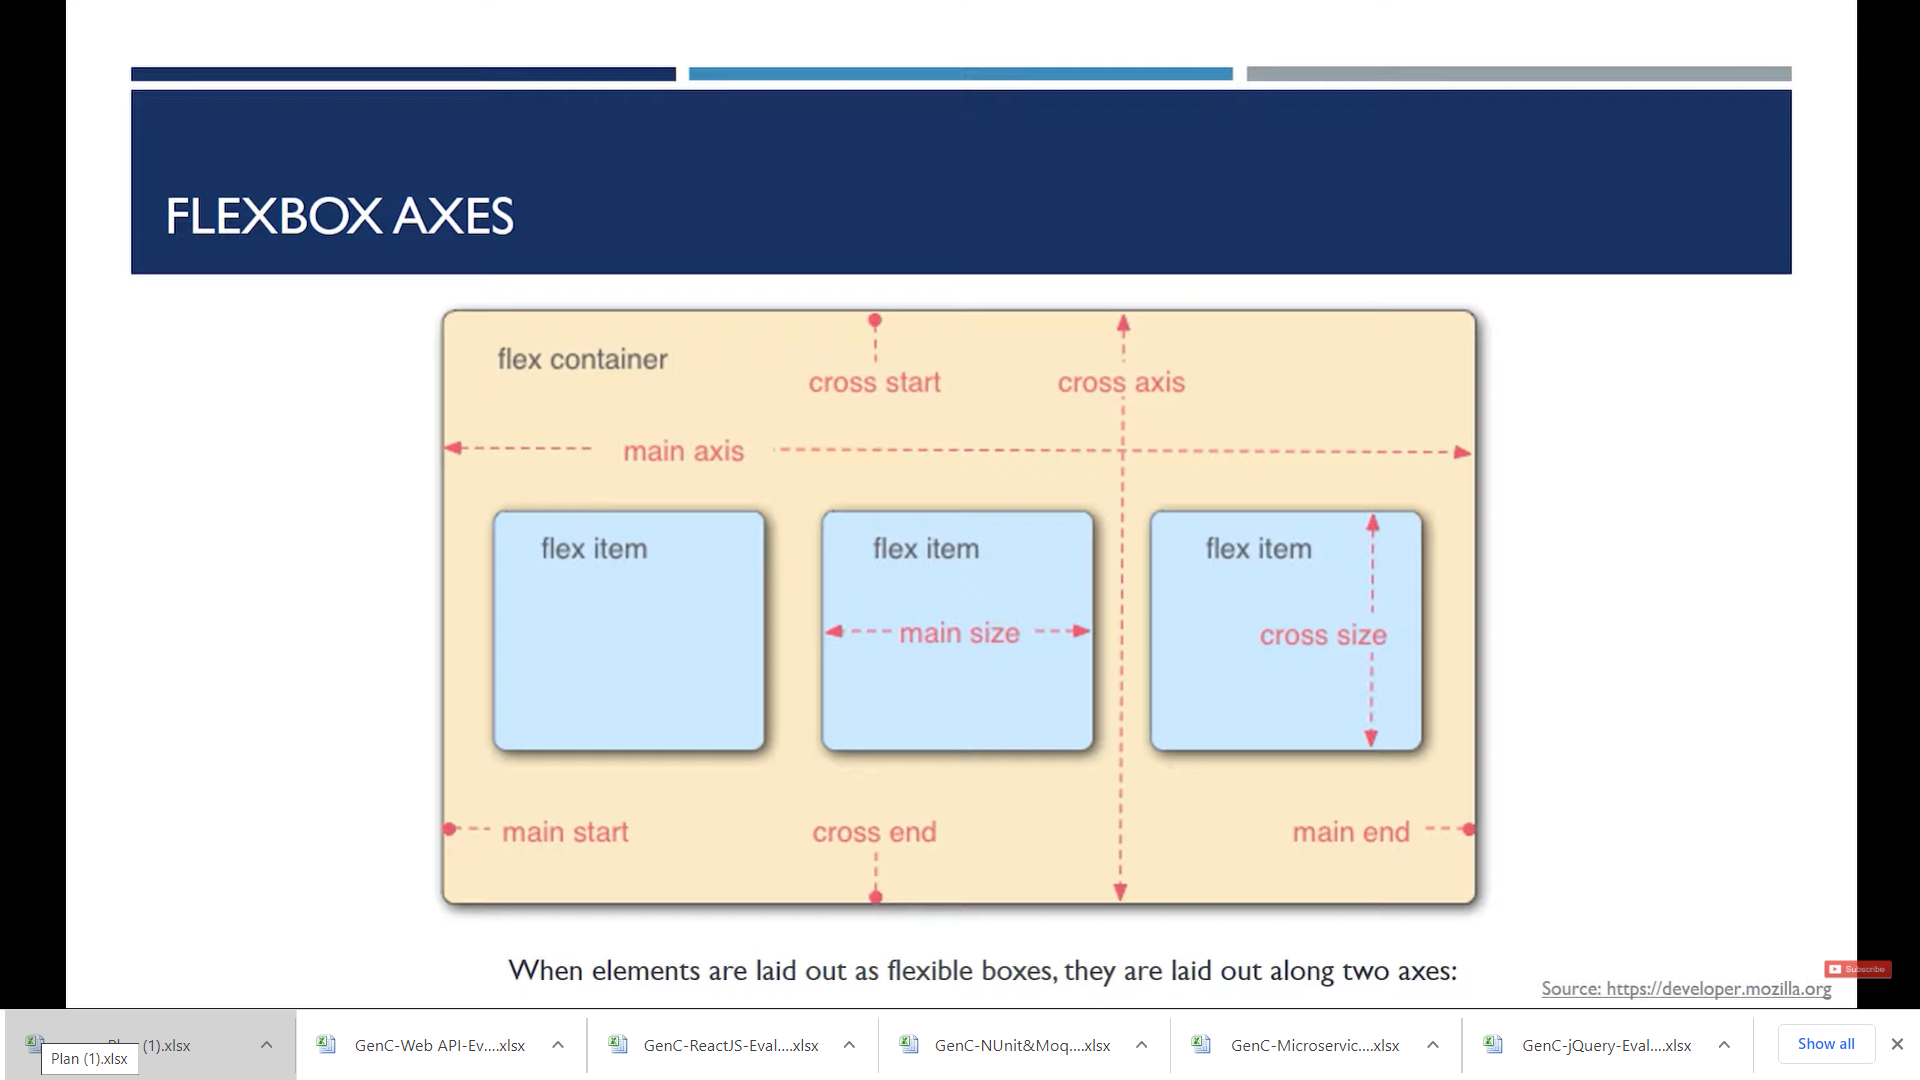 FLEXBOX AXES
flex container
cross start
cross axis
main axis
flex item
flex item
flex item
main size
cross size
main start
cross end
main end
When elements are laid out as flexible boxes, they are laid out along two axes:
Subscribe
Source: https://developer.mozilla.org
(1).xlsx
GenC-Web API-Ev....xlsx
GenC-ReactJS-Eval....xlsx
GenC-NUnit&Moq....xlsx
GenC-Microservic....xlsx
GenC-jQuery-Eval....xlsx
Show all
Plan (1).xlsx